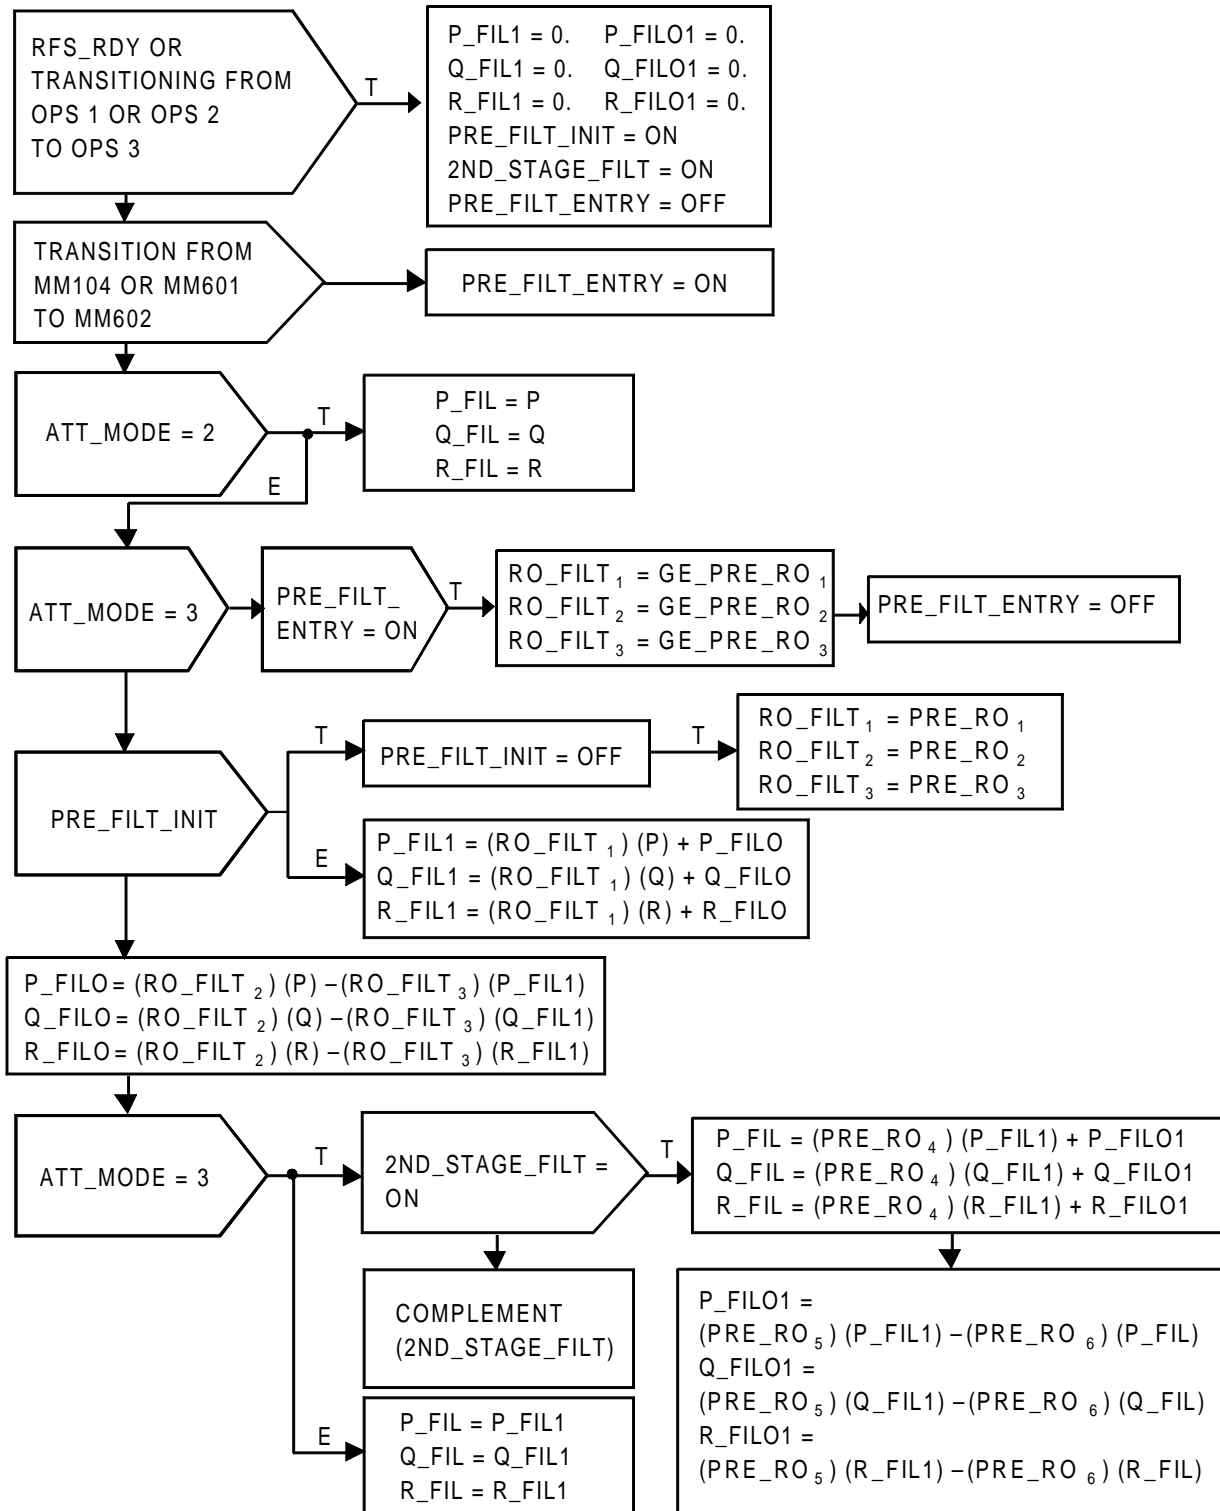 RFS_RDY OR
TRANSITIONING FROM
OPS 1 OR OPS 2
TO OPS 3
T
P_FIL1 = 0. P_FILO1 = 0.
Q_FIL1 = 0. Q_FILO1 = 0.
R_FIL1 = 0. R_FILO1 = 0.
PRE_FILT_INIT = ON
2ND_STAGE_FILT = ON
PRE_FILT_ENTRY = OFF
TRANSITION FROM
MM104 OR MM601
TO MM602
PRE_FILT_ENTRY = ON
ATT_MODE = 2
T
P_FIL = P
Q_FIL = Q
R_FIL = R
E
ATT_MODE = 3
PRE_FILT_
ENTRY = ON
T
RO_FILT 1 = GE_PRE_RO 1
RO_FILT 2 = GE_PRE_RO 2
RO_FILT 3 = GE_PRE_RO 3
PRE_FILT_ENTRY = OFF
PRE_FILT_INIT
T
PRE_FILT_INIT = OFF
T
RO_FILT 1 = PRE_RO 1
RO_FILT 2 = PRE_RO 2
RO_FILT 3 = PRE_RO 3
E
P_FIL1 = (RO_FILT 1) (P) + P_FILO
Q_FIL1 = (RO_FILT 1) (Q) + Q_FILO
R_FIL1 = (RO_FILT 1) (R) + R_FILO
P_FILO = (RO_FILT 2) (P) – (RO_FILT 3) (P_FIL1)
Q_FILO = (RO_FILT 2) (Q) – (RO_FILT 3) (Q_FIL1)
R_FILO = (RO_FILT 2) (R) – (RO_FILT 3) (R_FIL1)
ATT_MODE = 3
T
2ND_STAGE_FILT =
ON
T
P_FIL = (PRE_RO 4) (P_FIL1) + P_FILO1
Q_FIL = (PRE_RO 4) (Q_FIL1) + Q_FILO1
R_FIL = (PRE_RO 4) (R_FIL1) + R_FILO1
COMPLEMENT
(2ND_STAGE_FILT)
P_FILO1 =
(PRE_RO 5) (P_FIL1) – (PRE_RO 6) (P_FIL)
Q_FILO1 =
(PRE_RO 5) (Q_FIL1) – (PRE_RO 6) (Q_FIL)
R_FILO1 =
(PRE_RO 5) (R_FIL1) – (PRE_RO 6) (R_FIL)
E
P_FIL = P_FIL1
Q_FIL = Q_FIL1
R_FIL = R_FIL1